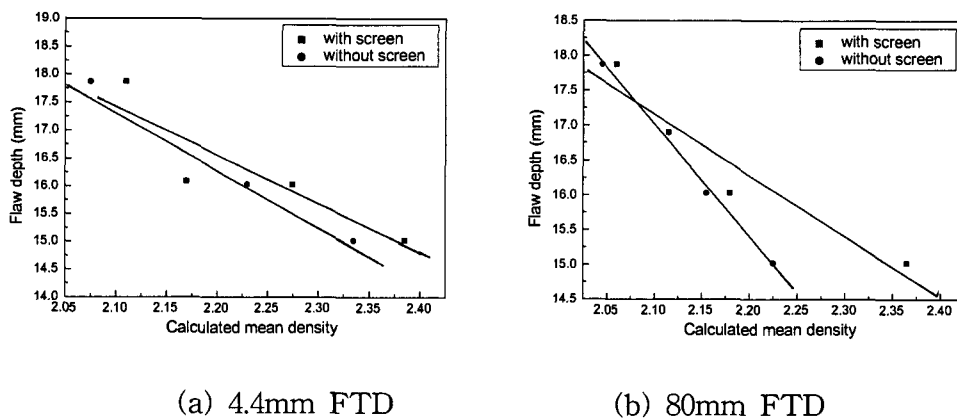 19.0
18.5
18.0
17.5
17.0
16.5
16.0
15.5
15.0
14.5
14.0
Flaw depth (mm)
with screen
without screen
2.05 2.10 2.15 2.20 2.25 2.30 2.35 2.40
Calculated mean density
(a) 4.4mm FTD
18.5
18.0
17.5
17.0
16.5
16.0
15.5
15.0
14.5
Flaw depth (mm)
with screen
without screen
2.05 2.10 2.15 2.20 2.25 2.30 2.35 2.40
Calculated mean density
(b) 80mm FTD